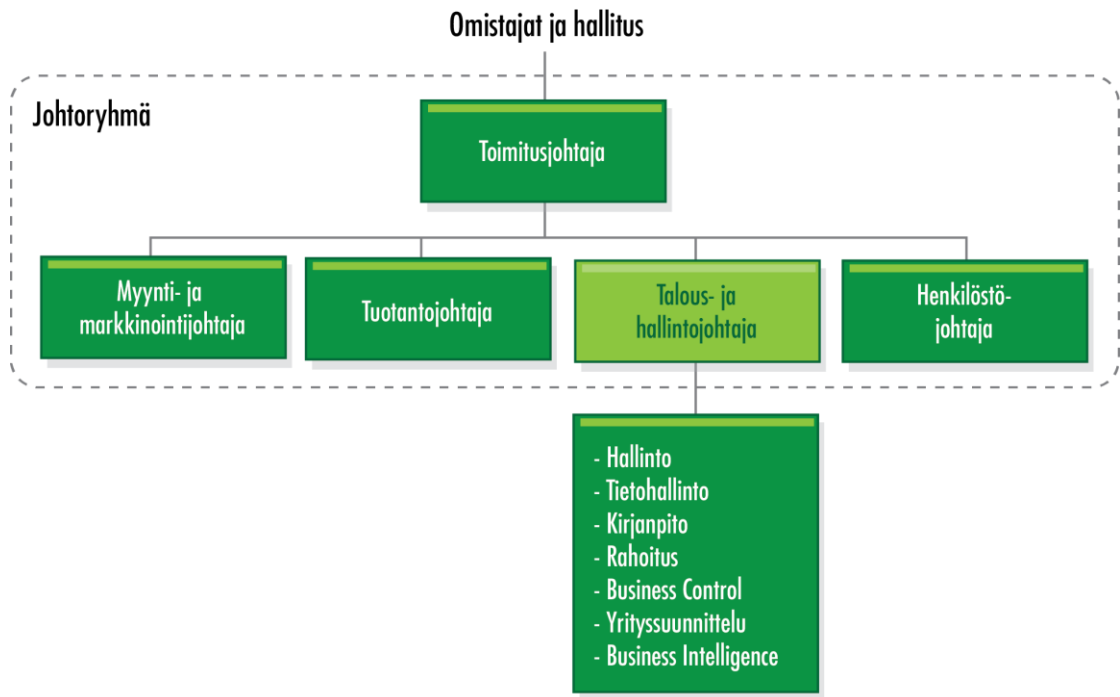 Omistajat ja hallitus
Johtoryhmä
Toimitusjohtaja
Myynti- ja
markkinointijohtaja
Tuotantojohtaja
Talous- ja
hallintojohtaja
Henkilöstö-
johtaja
- Hallinto
- Tietohallinto
- Kirjanpito
- Rahoitus
- Business Control
- Yrityssuunnittelu
- Business Intelligence